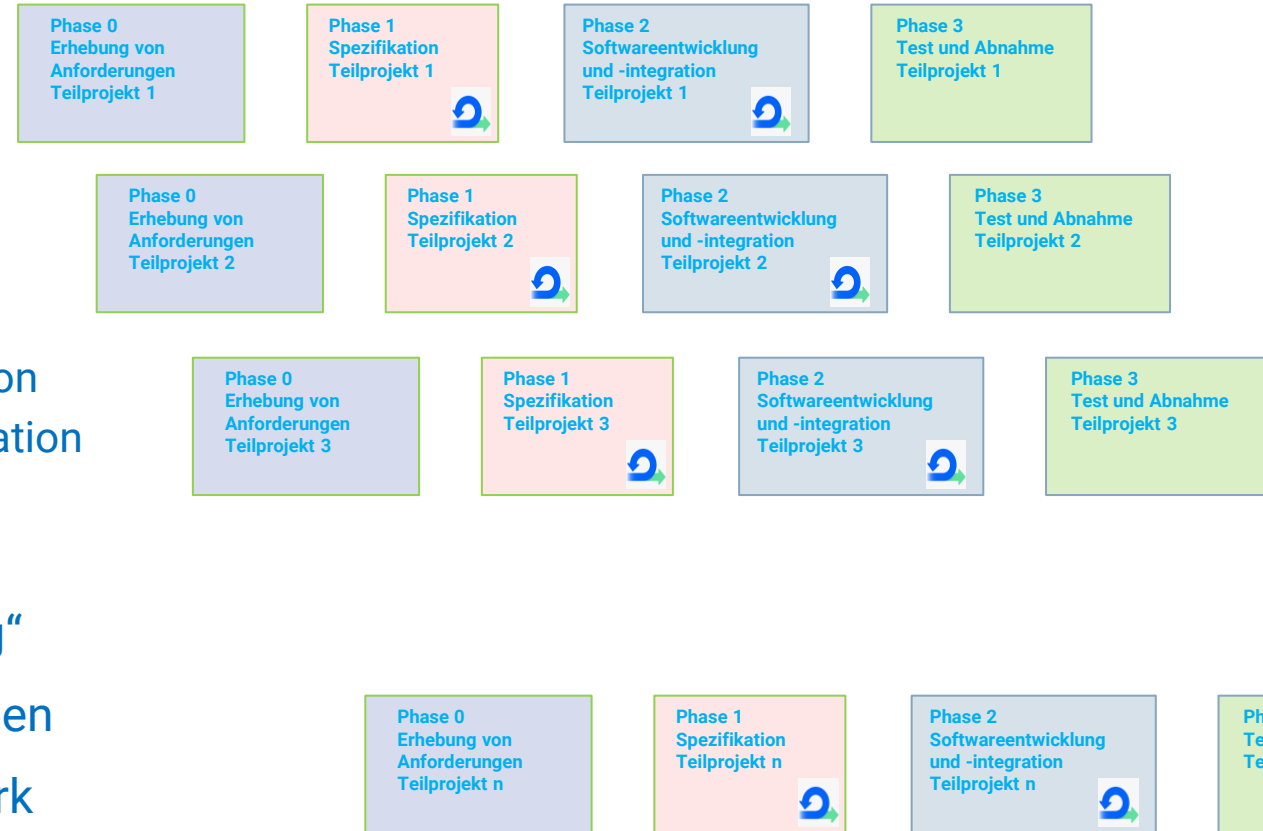 Phase 0
Erhebung von
Anforderungen
Teilprojekt 1
Phase 1
Spezifikation
Teilprojekt 1
Phase 2
Softwareentwicklung
und -integration
Teilprojekt 1
Phase 3
Test und Abnahme
Teilprojekt 1
Phase 0
Erhebung von
Anforderungen
Teilprojekt 2
Phase 1
Spezifikation
Teilprojekt 2
Phase 2
Softwareentwicklung
und -integration
Teilprojekt 2
Phase 3
Test und Abnahme
Teilprojekt 2
on
ation
Phase 0
Erhebung von
Anforderungen
Teilprojekt 3
Phase 1
Spezifikation
Teilprojekt 3
Phase 2
Softwareentwicklung
und -integration
Teilprojekt 3
Phase 3
Test und Abnahme
Teilprojekt 3
g“
en
rk
Phase 0
Erhebung von
Anforderungen
Teilprojekt n
Phase 1
Spezifikation
Teilprojekt n
Phase 2
Softwareentwicklung
und -integration
Teilprojekt n
Ph
Te
Te